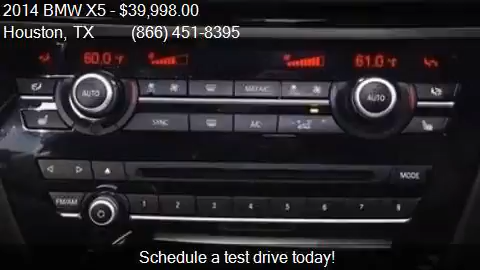 2014 BMW X5 - $39,998.00
Houston, TX (866) 451-8395
60.0 °F 61.0 °F
AUTO MAX A/C AUTO
SYNC A/C
MODE
FM/AM 1 2 3 4 5 6 7 8
Schedule a test drive today!